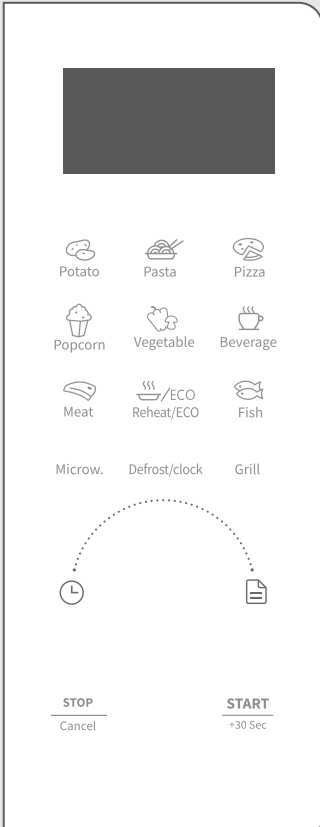 Potato Pasta Pizza
Popcorn Vegetable Beverage
/ECO
Meat Reheat/ECO Fish
Microw. Defrost/clock Grill
STOP START
Cancel +30 Sec